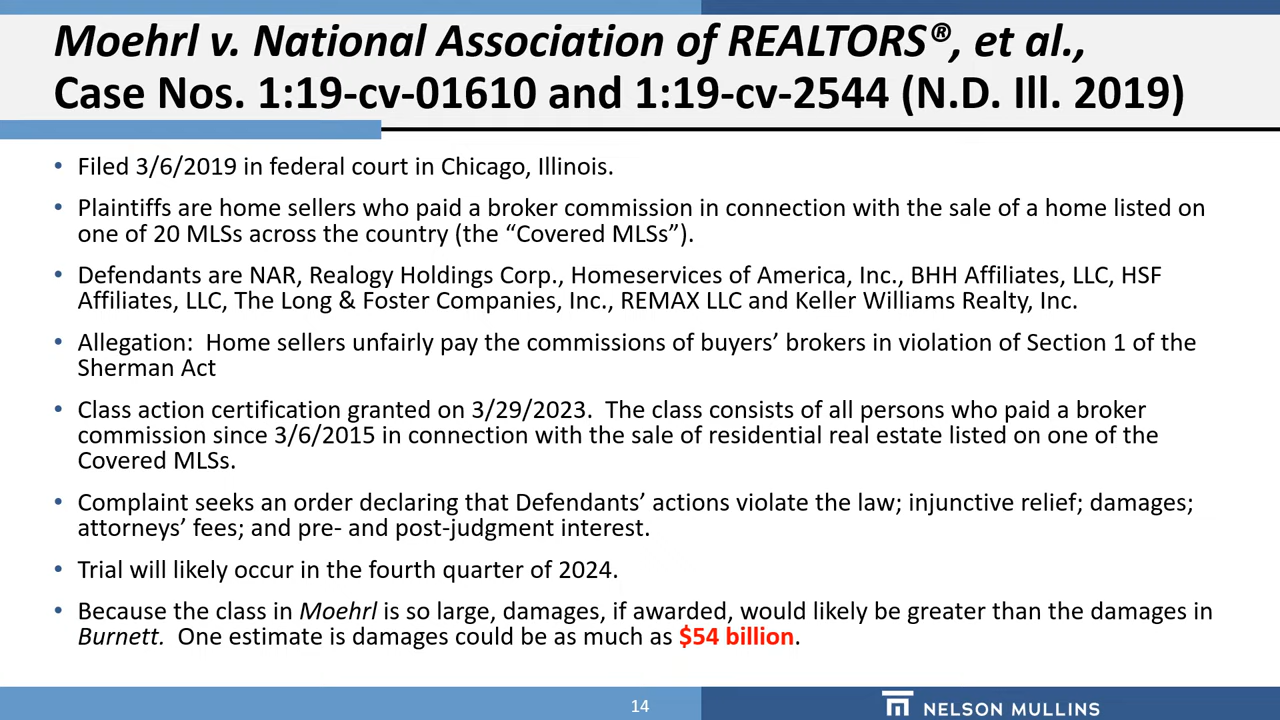 Moehrl v. National Association of REALTORS®, et al.,
Case Nos. 1:19-cv-01610 and 1:19-cv-2544 (N.D. Ill. 2019)
• Filed 3/6/2019 in federal court in Chicago, Illinois.
• Plaintiffs are home sellers who paid a broker commission in connection with the sale of a home listed on
one of 20 MLSs across the country (the “Covered MLSs”).
• Defendants are NAR, Realogy Holdings Corp., Homeservices of America, Inc., BHH Affiliates, LLC, HSF
Affiliates, LLC, The Long & Foster Companies, Inc., REMAX LLC and Keller Williams Realty, Inc.
• Allegation:  Home sellers unfairly pay the commissions of buyers’ brokers in violation of Section 1 of the
Sherman Act
• Class action certification granted on 3/29/2023.  The class consists of all persons who paid a broker
commission since 3/6/2015 in connection with the sale of residential real estate listed on one of the
Covered MLSs.
• Complaint seeks an order declaring that Defendants’ actions violate the law; injunctive relief; damages;
attorneys’ fees; and pre- and post-judgment interest.
• Trial will likely occur in the fourth quarter of 2024.
• Because the class in Moehrl is so large, damages, if awarded, would likely be greater than the damages in
Burnett.  One estimate is damages could be as much as $54 billion.
14
NELSON MULLINS